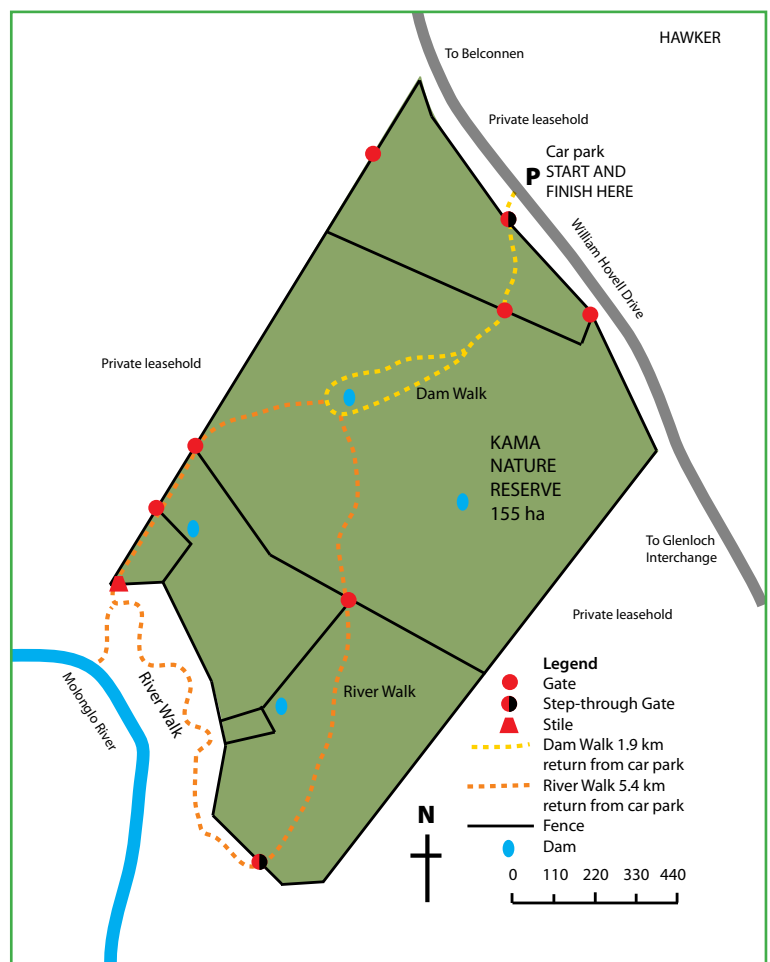 HAWKER
To Belconnen
Private leasehold
Car park
P START AND
FINISH HERE
William Hovell Drive
Private leasehold
Dam Walk
KAMA
NATURE
RESERVE
155 ha
To Glenloch
Interchange
Private leasehold
Molonglo River
River Walk
River Walk
Legend
Gate
Step-through Gate
Stile
Dam Walk 1.9 km
return from car park
River Walk 5.4 km
return from car park
Fence
Dam
N
0 110 220 330 440